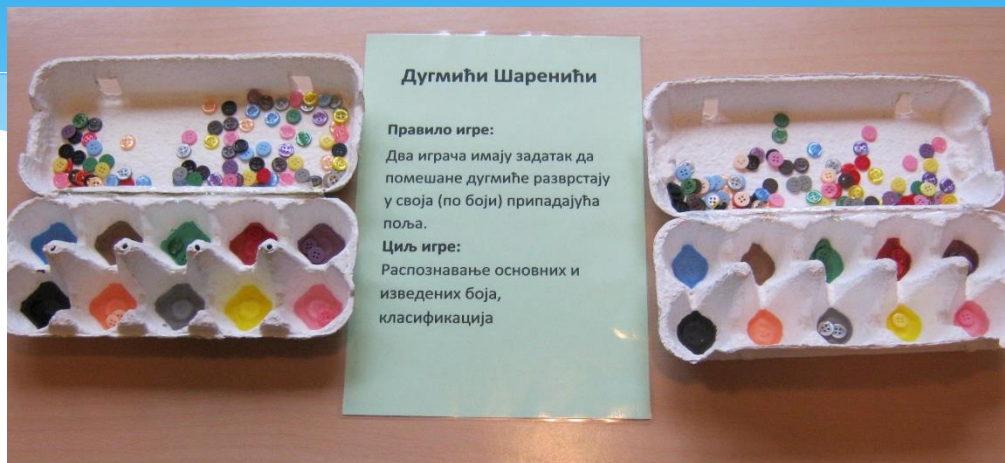 Дугмићи Шаренићи
Правило игре:
Два играча имају задатак да
помешане дугмиће разврстају
у своја (по боји) припадајућа
поља.
Циљ игре:
Распознавање основних и
изведених боја,
класификација